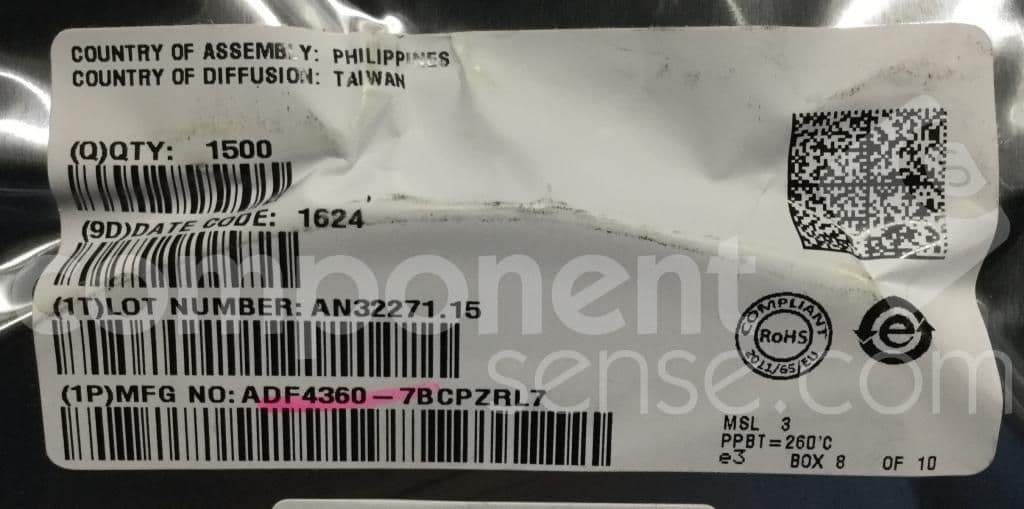 COUNTRY OF ASSEMBLY: PHILIPPINES
COUNTRY OF DIFFUSION: TAIWAN
(Q)QTY: 1500
(9D)DATE CODE: 1624
(1T)LOT NUMBER: AN32271.15
(1P)MFG NO: ADF4360-7BCPZRL7
COMPLIANT
RoHS
2011/65/EU
e
MSL 3
PPBT=260°C
e3 BOX 8 OF 10
component
sense.com